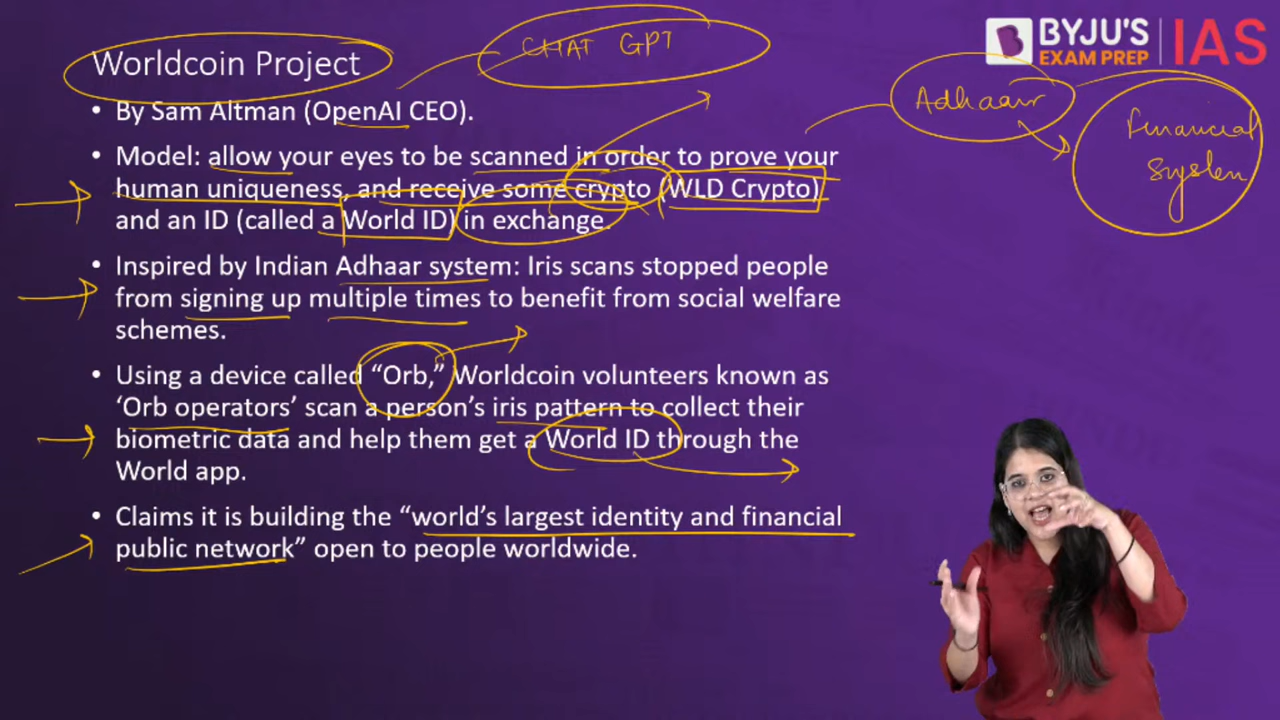 Worldcoin Project
CHAT GPT
BYJU'S
EXAM PREP
IAS
Adhaar
Financial
System
• By Sam Altman (OpenAI CEO).
• Model: allow your eyes to be scanned in order to prove your
human uniqueness, and receive some crypto (WLD Crypto)
and an ID (called a World ID) in exchange.
• Inspired by Indian Adhaar system: Iris scans stopped people
from signing up multiple times to benefit from social welfare
schemes.
• Using a device called “Orb,” Worldcoin volunteers known as
‘Orb operators’ scan a person’s iris pattern to collect their
biometric data and help them get a World ID through the
World app.
• Claims it is building the “world’s largest identity and financial
public network” open to people worldwide.